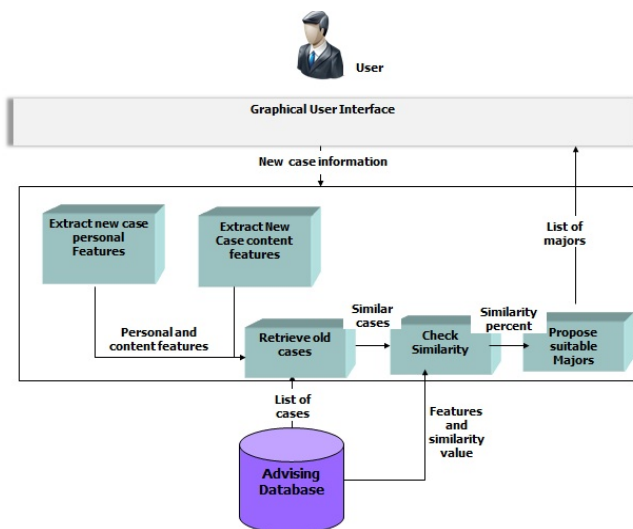 User
Graphical User Interface
New case information
Extract new case
personal
Features
Extract New
Case content
features
List of
majors
Personal and
content features
Retrieve old
cases
Similar
cases
Check
Similarity
Similarity
percent
Propose
suitable
Majors
List of
cases
Features
and
similarity
value
Advising
Database